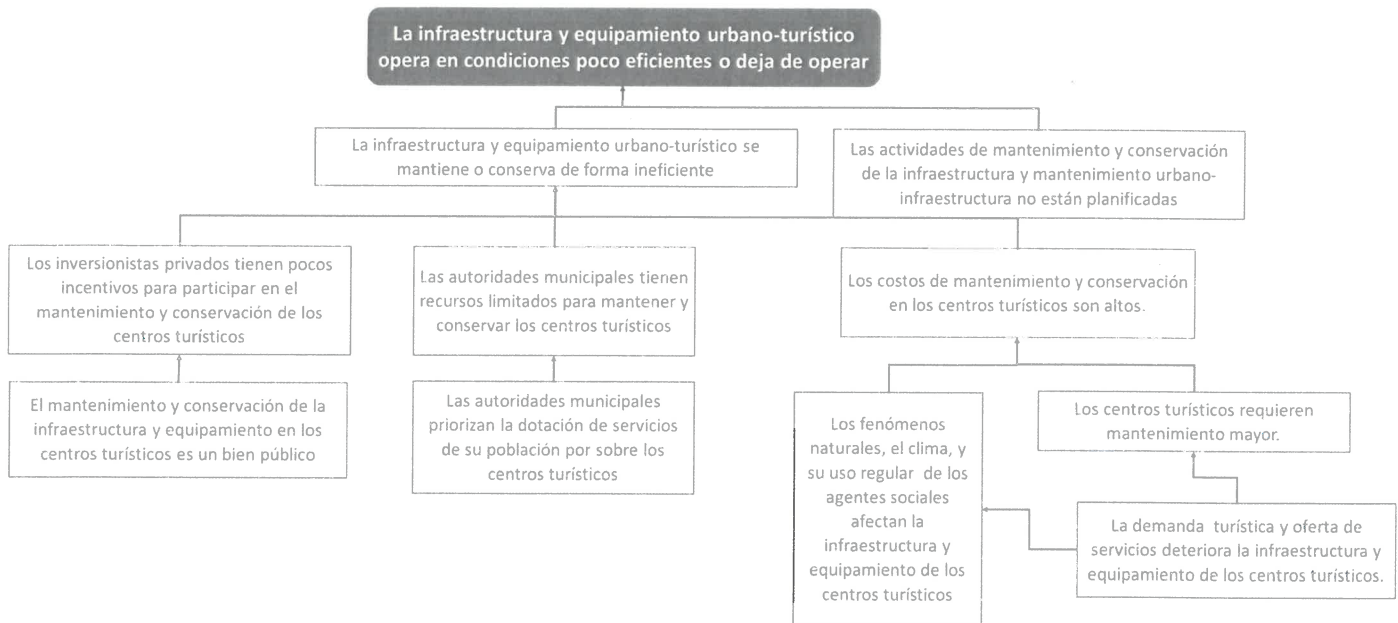 La infraestructura y equipamiento urbano-turístico
opera en condiciones poco eficientes o deja de operar
La infraestructura y equipamiento urbano-turístico se
mantiene o conserva de forma ineficiente
Las actividades de mantenimiento y conservación
de la infraestructura y mantenimiento urbano-
infraestructura no están planificadas
Los inversionistas privados tienen pocos
incentivos para participar en el
mantenimiento y conservación de los
centros turísticos
Las autoridades municipales tienen
recursos limitados para mantener y
conservar los centros turísticos
Los costos de mantenimiento y conservación
en los centros turísticos son altos.
El mantenimiento y conservación de la
infraestructura y equipamiento en los
centros turísticos es un bien público
Las autoridades municipales
priorizan la dotación de servicios
de su población por sobre los
centros turísticos
Los fenómenos
naturales, el clima, y
su uso regular de los
agentes sociales
afectan la
infraestructura y
equipamiento de los
centros turísticos
Los centros turísticos requieren
mantenimiento mayor.
La demanda turística y oferta de
servicios deteriora la infraestructura y
equipamiento de los centros turísticos.